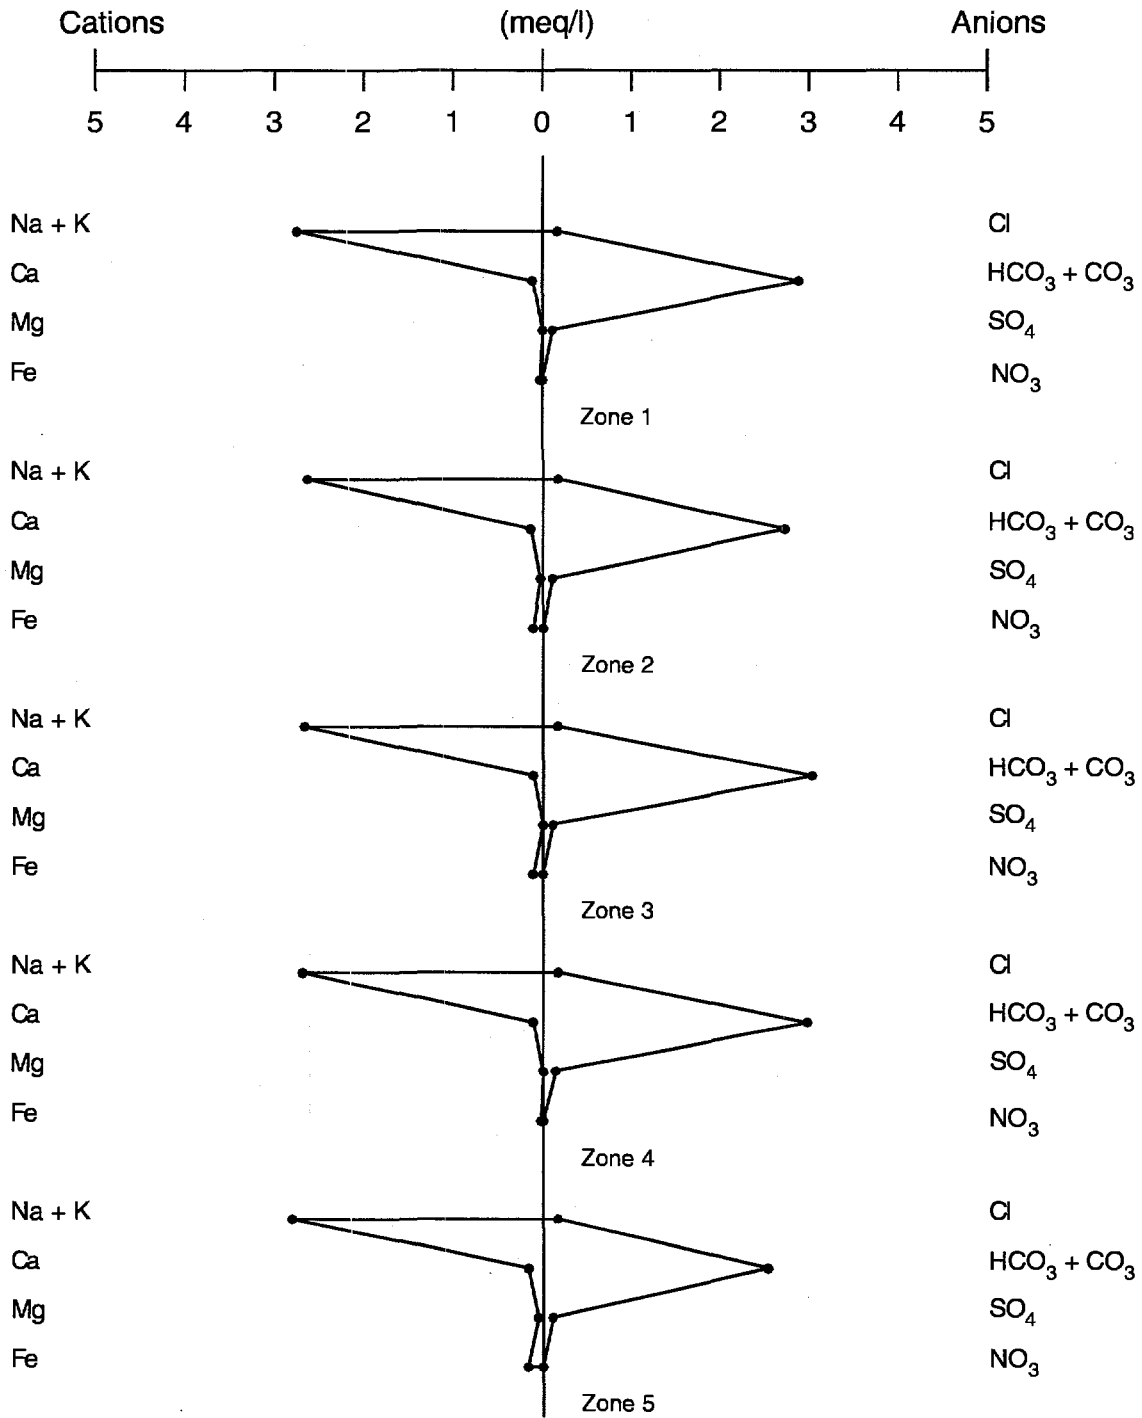 Cations (meq/l) Anions
5 4 3 2 1 0 1 2 3 4 5
Na + K Cl
Ca HCO3 + CO3
Mg SO4
Fe NO3
Zone 1
Na + K Cl
Ca HCO3 + CO3
Mg SO4
Fe NO3
Zone 2
Na + K Cl
Ca HCO3 + CO3
Mg SO4
Fe NO3
Zone 3
Na + K Cl
Ca HCO3 + CO3
Mg SO4
Fe NO3
Zone 4
Na + K Cl
Ca HCO3 + CO3
Mg SO4
Fe NO3
Zone 5